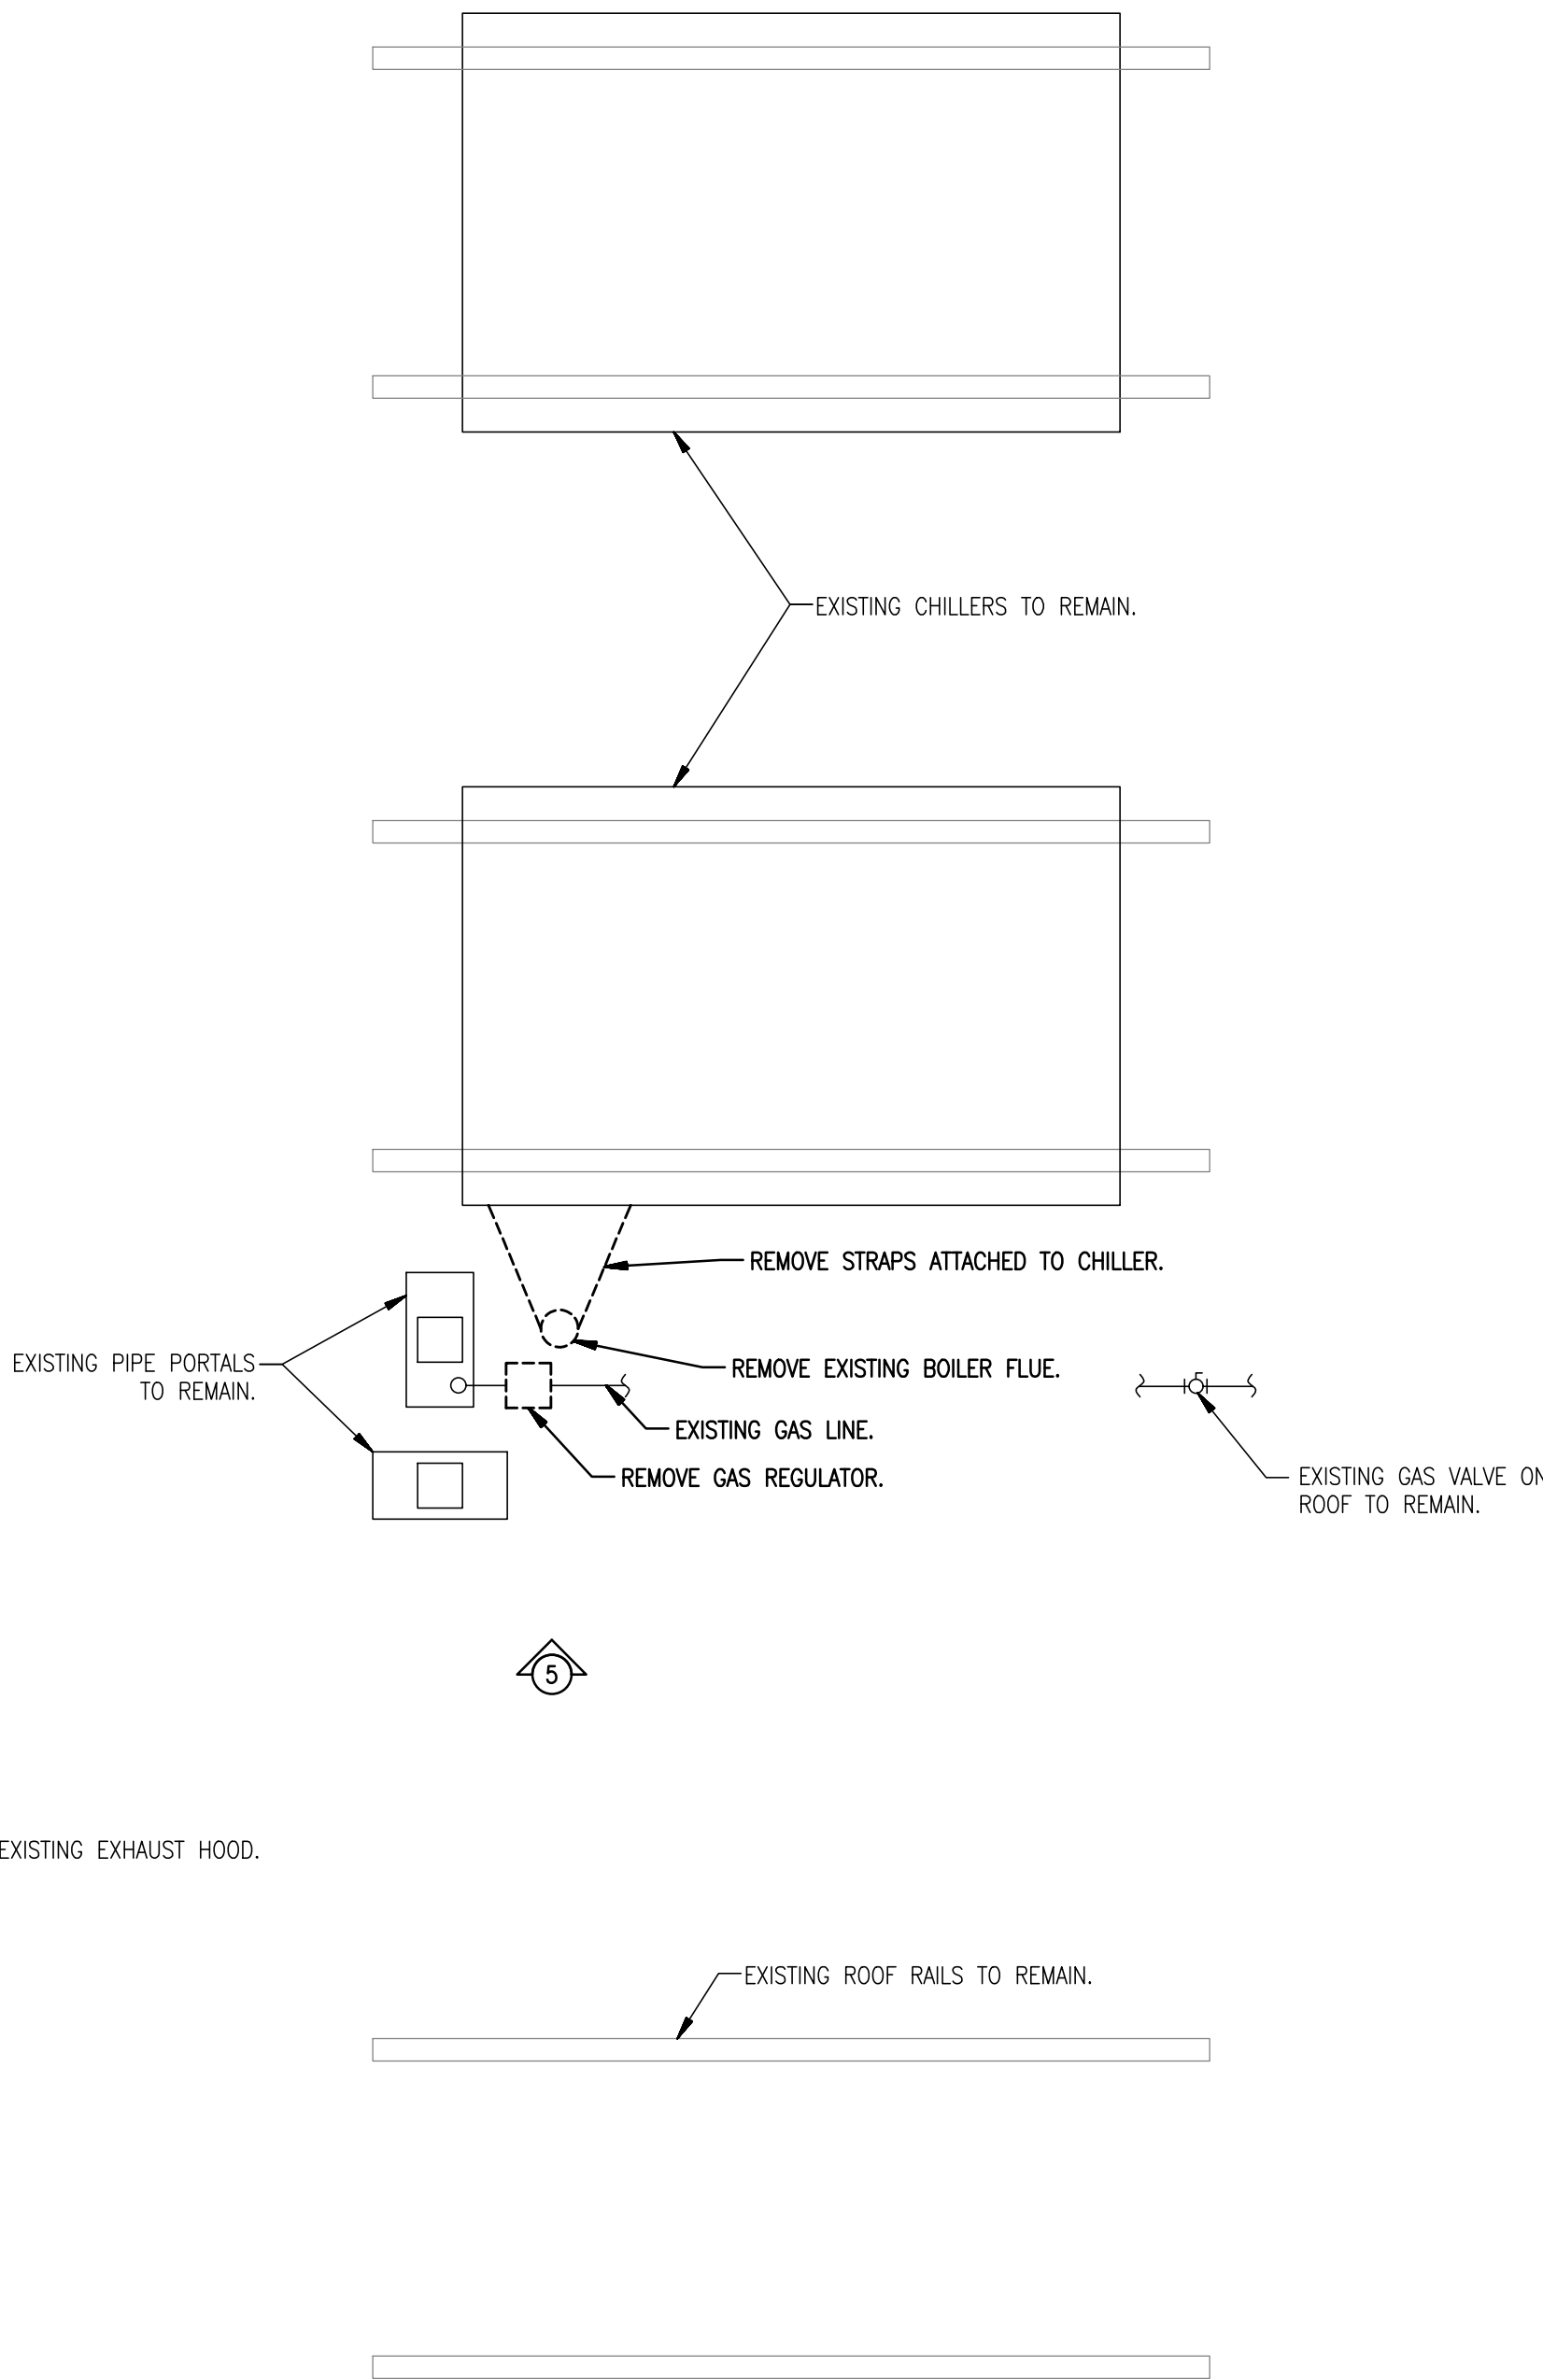 EXISTING CHILLERS TO REMAIN.
REMOVE STRAPS ATTACHED TO CHILLER.
EXISTING PIPE PORTALS
TO REMAIN.
REMOVE EXISTING BOILER FLUE.
EXISTING GAS LINE.
REMOVE GAS REGULATOR.
EXISTING GAS VALVE ON
ROOF TO REMAIN.
5
EXISTING EXHAUST HOOD.
EXISTING ROOF RAILS TO REMAIN.